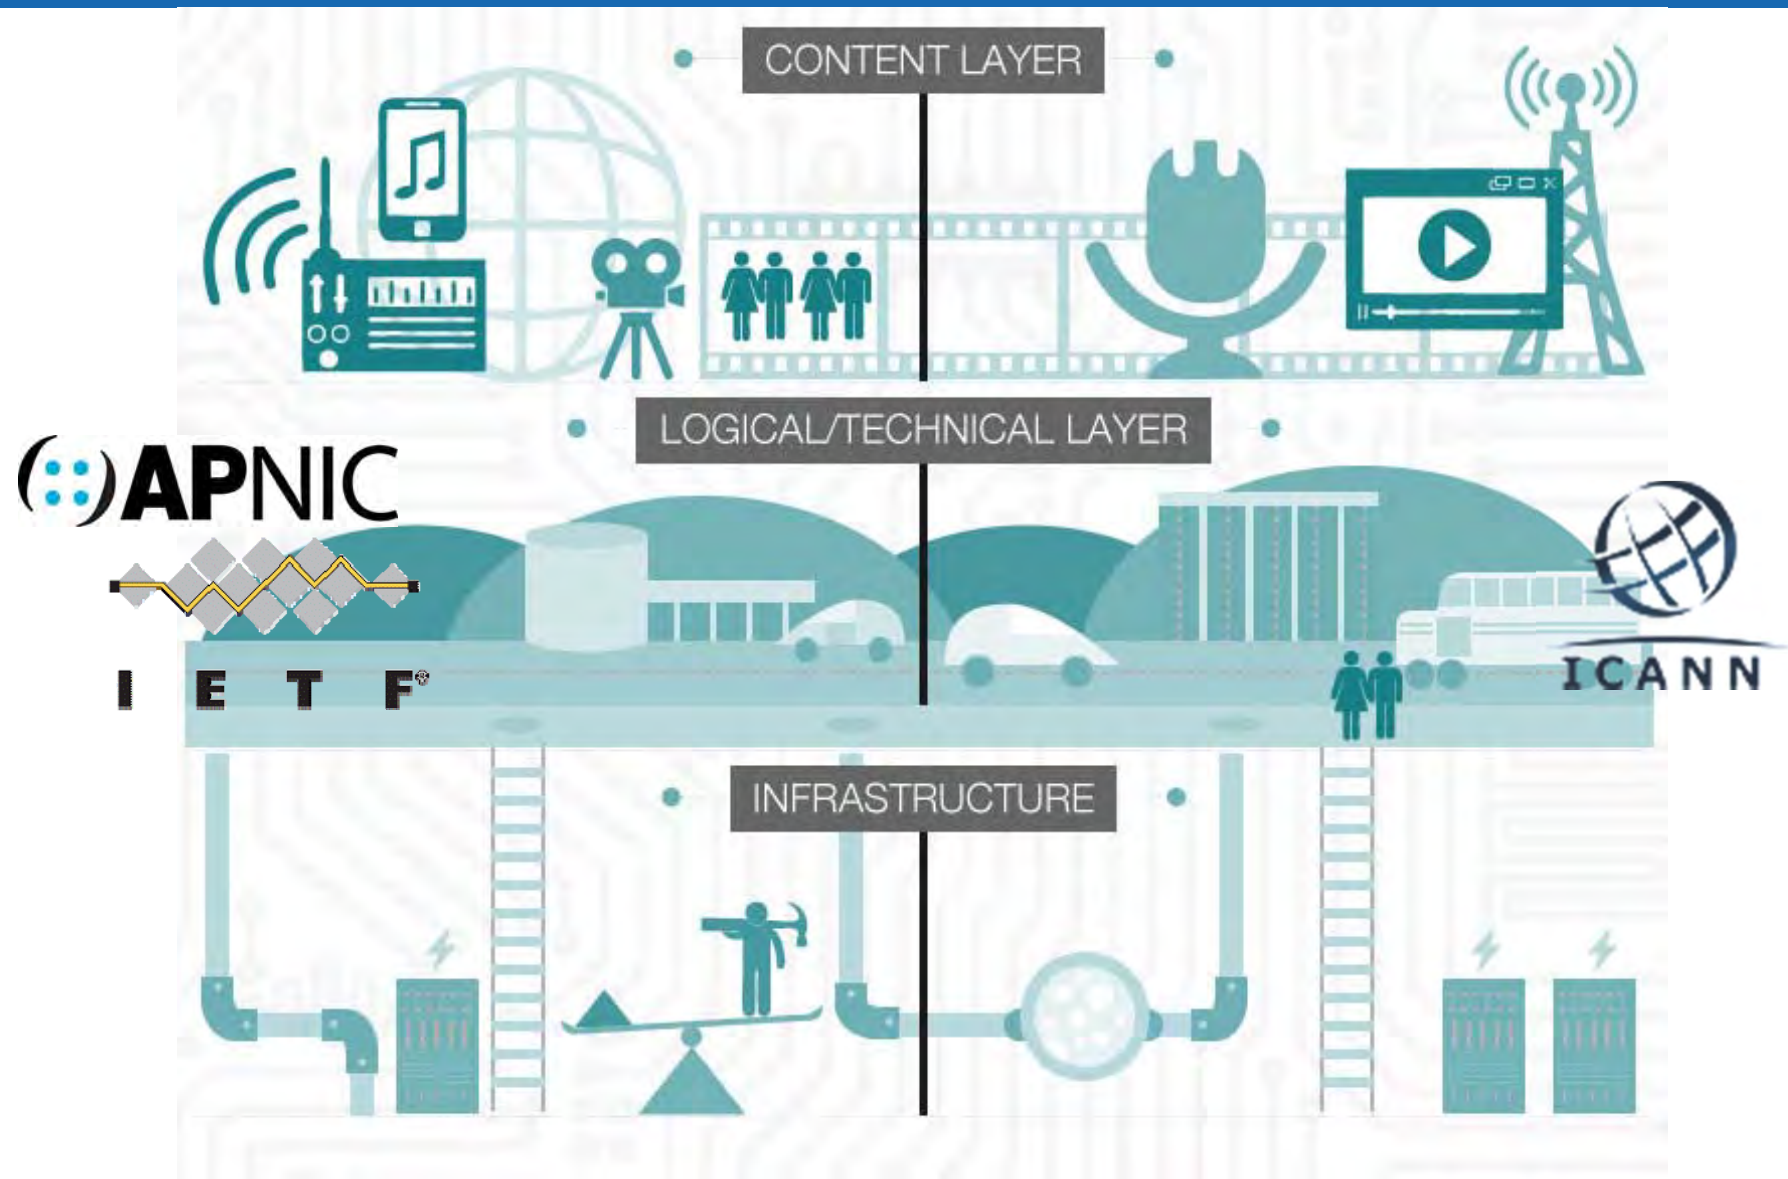 CONTENT LAYER
LOGICAL/TECHNICAL LAYER
APNIC
IETF®
ICANN
INFRASTRUCTURE